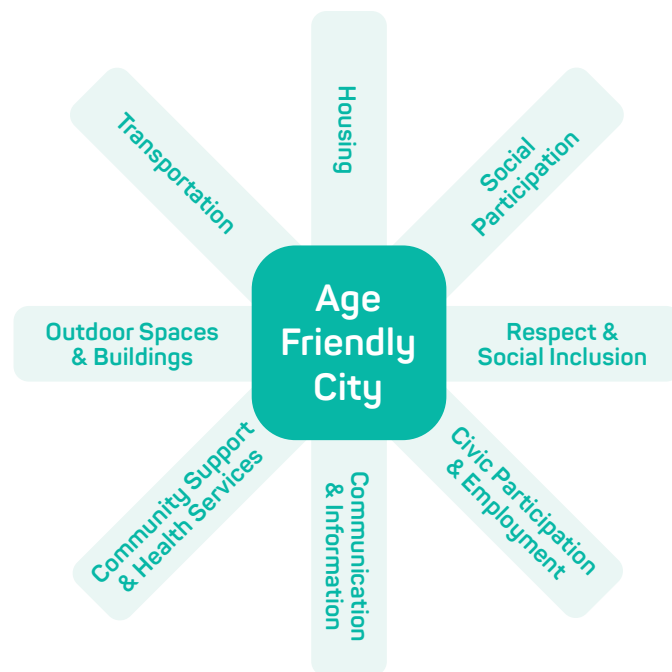 Housing
Social
Participation
Respect &
Social Inclusion
Civic Participation
& Employment
Communication
& Information
Community Support
& Health Services
Outdoor Spaces
& Buildings
Transportation
Age
Friendly
City